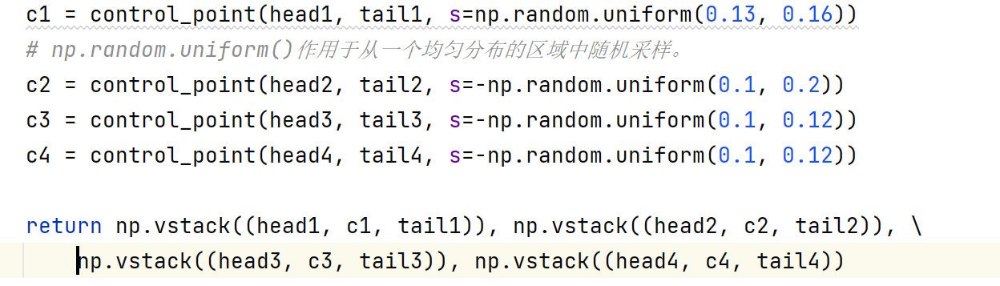 c1 = control_point(head1, tail1, s=np.random.uniform(0.13, 0.16))
# np.random.uniform()作用于从一个均匀分布的区域中随机采样。
c2 = control_point(head2, tail2, s=-np.random.uniform(0.1, 0.2))
c3 = control_point(head3, tail3, s=-np.random.uniform(0.1, 0.12))
c4 = control_point(head4, tail4, s=-np.random.uniform(0.1, 0.12))
return np.vstack((head1, c1, tail1)), np.vstack((head2, c2, tail2)), \
np.vstack((head3, c3, tail3)), np.vstack((head4, c4, tail4))